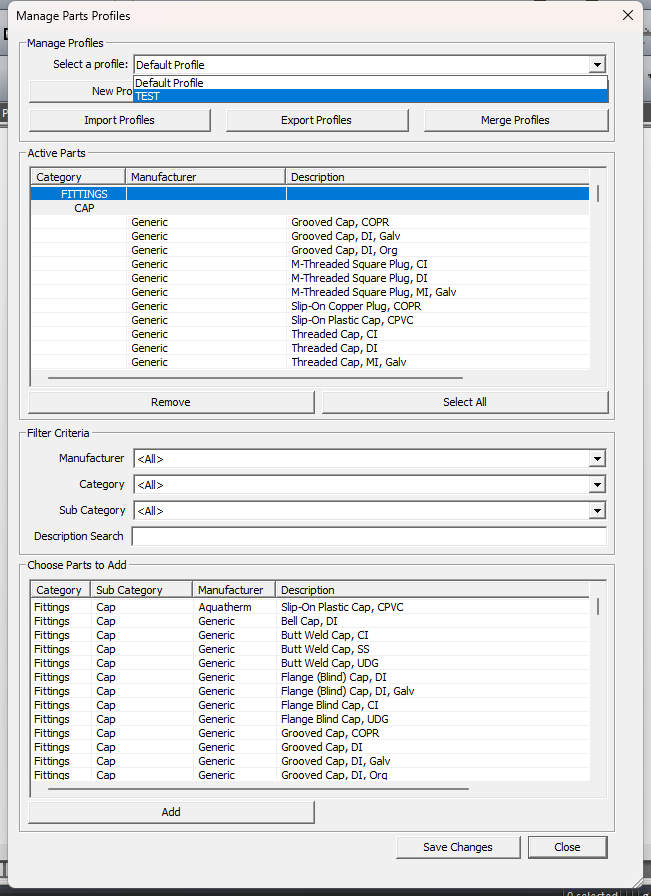 Manage Parts Profiles
Manage Profiles
Select a profile: Default Profile
Default Profile
New Pro TEST
Import Profiles Export Profiles Merge Profiles
Active Parts
Category Manufacturer Description
FITTINGS
CAP
Generic Grooved Cap, COPR
Generic Grooved Cap, DI, Galv
Generic Grooved Cap, DI, Org
Generic M-Threaded Square Plug, CI
Generic M-Threaded Square Plug, DI
Generic M-Threaded Square Plug, MI, Galv
Generic Slip-On Copper Plug, COPR
Generic Slip-On Plastic Cap, CPVC
Generic Threaded Cap, CI
Generic Threaded Cap, DI
Generic Threaded Cap, MI, Galv
Remove Select All
Filter Criteria
Manufacturer <All>
Category <All>
Sub Category <All>
Description Search
Choose Parts to Add
Category Sub Category Manufacturer Description
Fittings Cap Aquatherm Slip-On Plastic Cap, CPVC
Fittings Cap Generic Bell Cap, DI
Fittings Cap Generic Butt Weld Cap, CI
Fittings Cap Generic Butt Weld Cap, SS
Fittings Cap Generic Butt Weld Cap, UDG
Fittings Cap Generic Flange (Blind) Cap, DI
Fittings Cap Generic Flange (Blind) Cap, DI, Galv
Fittings Cap Generic Flange Blind Cap, CI
Fittings Cap Generic Flange Blind Cap, UDG
Fittings Cap Generic Grooved Cap, COPR
Fittings Cap Generic Grooved Cap, DI
Fittings Cap Generic Grooved Cap, DI, Galv
Fittings Cap Generic Grooved Cap, DI, Org
Add
Save Changes Close
0 selected